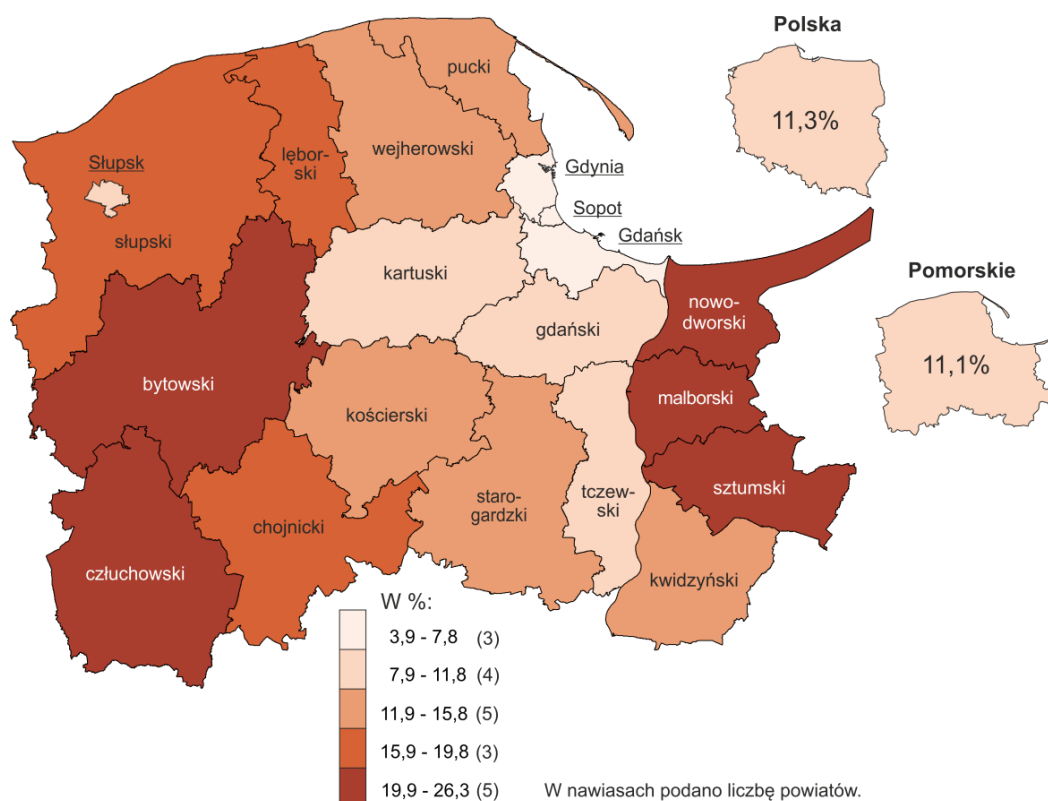 Polska
11,3%
pucki
Słupsk
lębor-
ski
wejherowski
Gdynia
Sopot
Gdańsk
słupski
kartuski
gdański
nowo-
dworski
Pomorskie
11,1%
bytowski
kościerski
malborski
staro-
gardzki
tczew-
ski
sztumski
chojnicki
człuchowski
kwidzyński
W %:
3,9 - 7,8 (3)
7,9 - 11,8 (4)
11,9 - 15,8 (5)
15,9 - 19,8 (3)
19,9 - 26,3 (5)
W nawiasach podano liczbę powiatów.